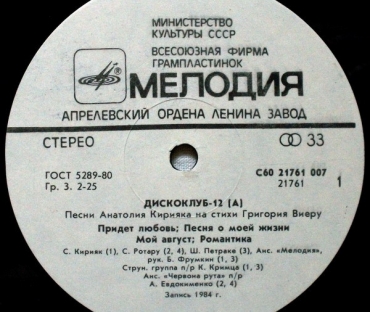 МИНИСТЕРСТВО
КУЛЬТУРЫ СССР
ВСЕСОЮЗНАЯ ФИРМА
ГРАМПЛАСТИНОК
МЕЛОДИЯ
АПРЕЛЕВСКИЙ ОРДЕНА ЛЕНИНА ЗАВОД
СТЕРЕО 33
ГОСТ 5289-80 С60 21761 007
Гр. 3. 2-25 21761 1
ДИСКОКЛУБ-12 (А)
Песни Анатолия Кирияка на стихи Григория Виеру
Придет любовь; Песня о моей жизни
Мой август; Романтика
С. Кирияк (1), С. Ротару (2, 4), Ш. Петраке (3), Анс. «Мелодия»,
рук. Б. Фрумкин (1, 3)
Струн. группа п/р К. Кримца (1, 3)
Анс. «Червона рута» п/р
А. Евдокименко (2, 4)
Запись 1984 г.